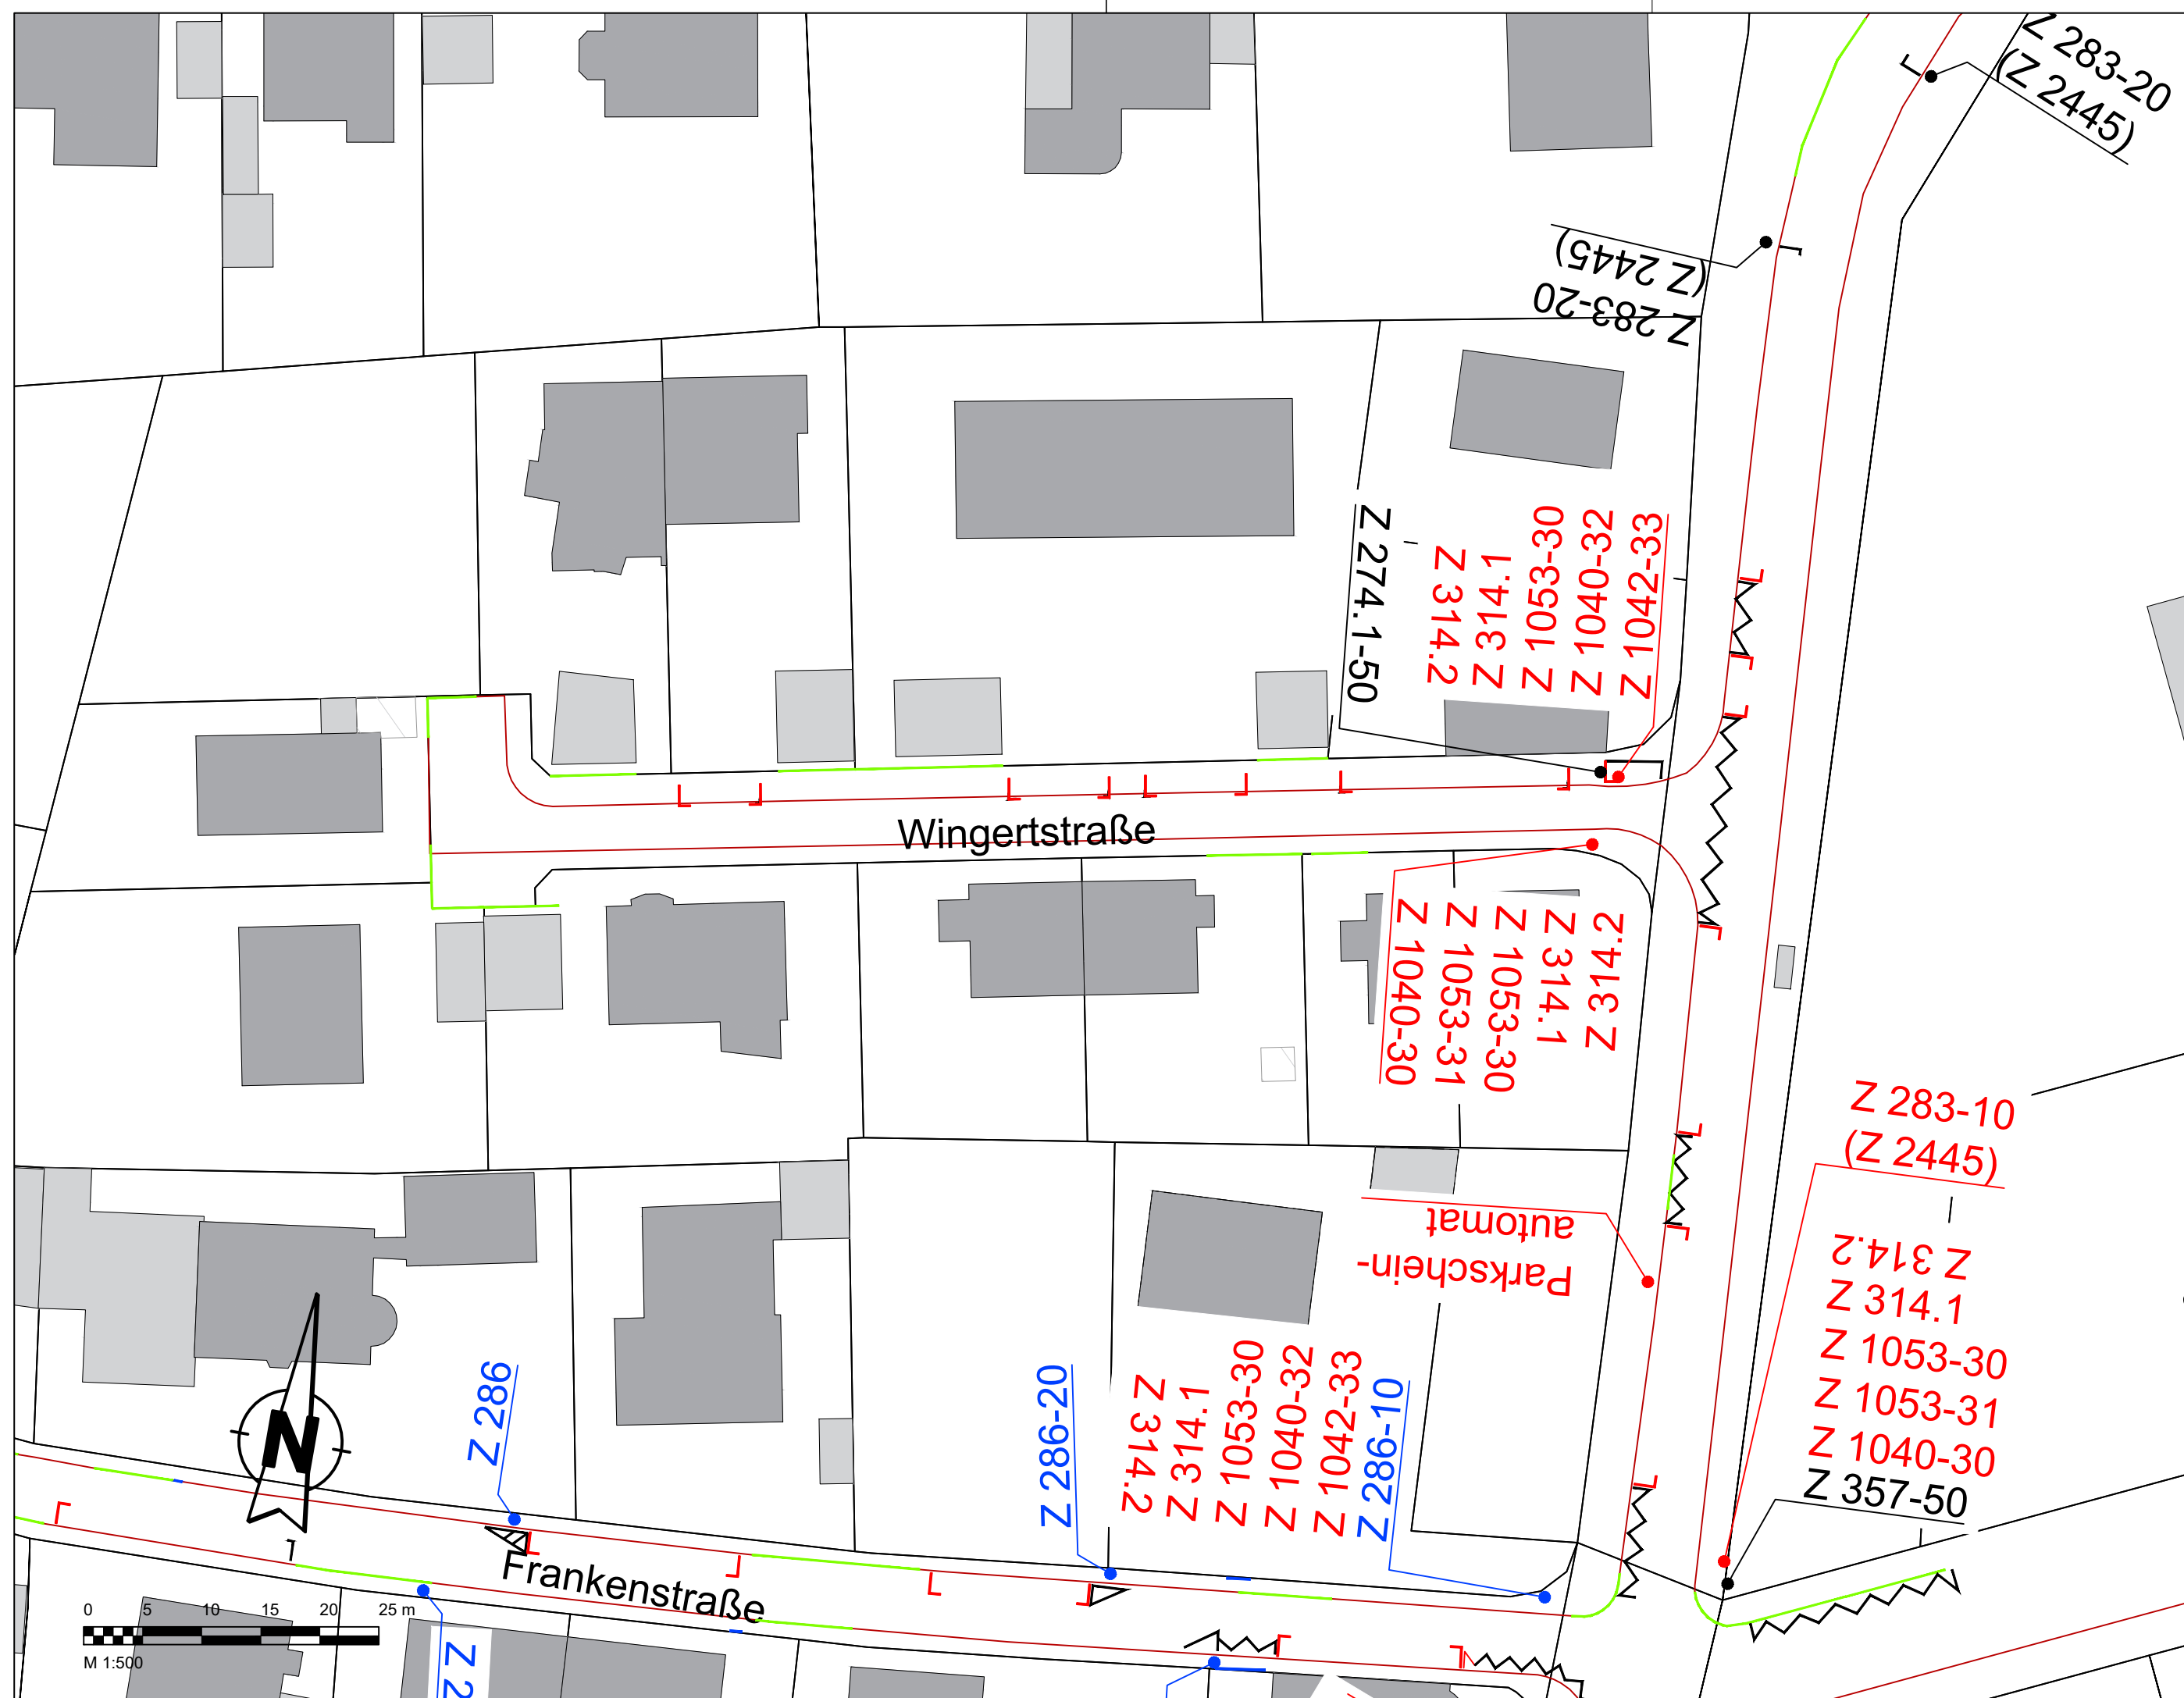 Z 283-20
(Z 2445)
(Z 2445)
Z 283-20
Z 274.1-50
Z 314.2
Z 314.1
Z 1053-30
Z 1040-32
Z 1042-33
Wingertstraße
Z 1040-30
Z 1053-31
Z 1053-30
Z 314.1
Z 314.2
Z 283-10
(Z 2445)
Z 314.2
Z 314.1
Z 1053-30
Z 1053-31
Z 1040-30
Z 357-50
Parkschein-
automat
Z 286
Z 286-20
Z 314.2
Z 314.1
Z 1053-30
Z 1040-32
Z 1042-33
Z 286-10
N
Frankenstraße
0 5 10 15 20 25 m
M 1:500